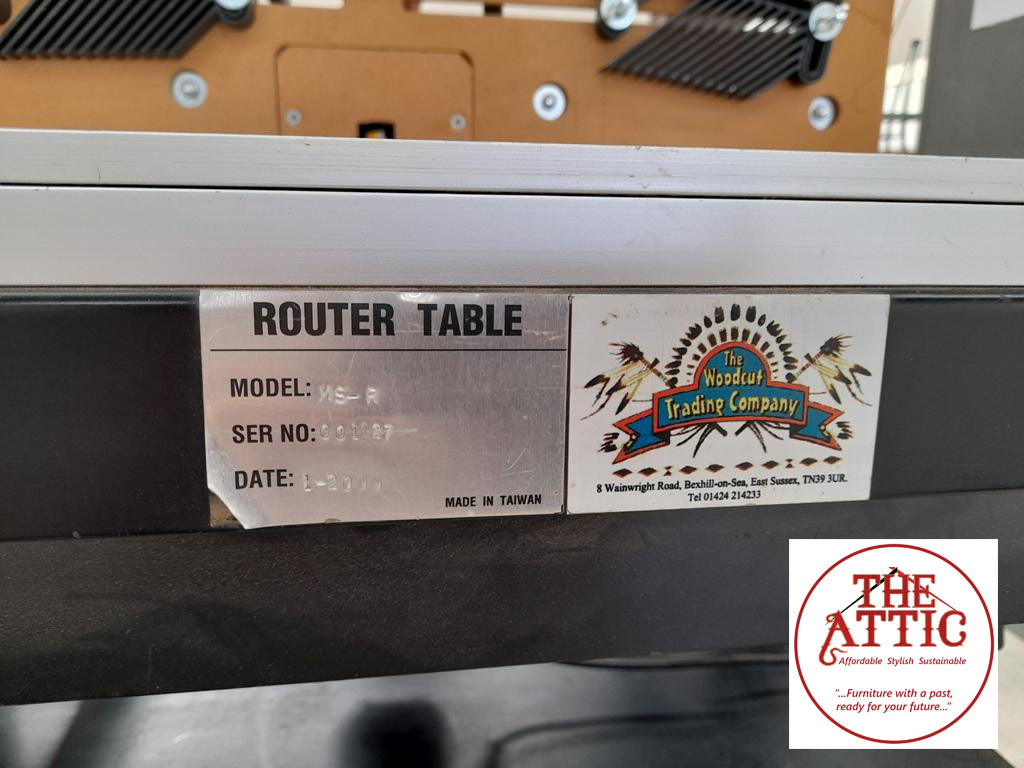 ROUTER TABLE
MODEL: MS-R
SER NO:
DATE:
MADE IN TAIWAN
The
Woodcut
Trading Company
8 Wainwright Road, Bexhill-on-Sea, East Sussex, TN39 3UR.
Tel 01424 214233
THE
ATTIC
Affordable Stylish Sustainable
"...Furniture with a past,
ready for your future..."